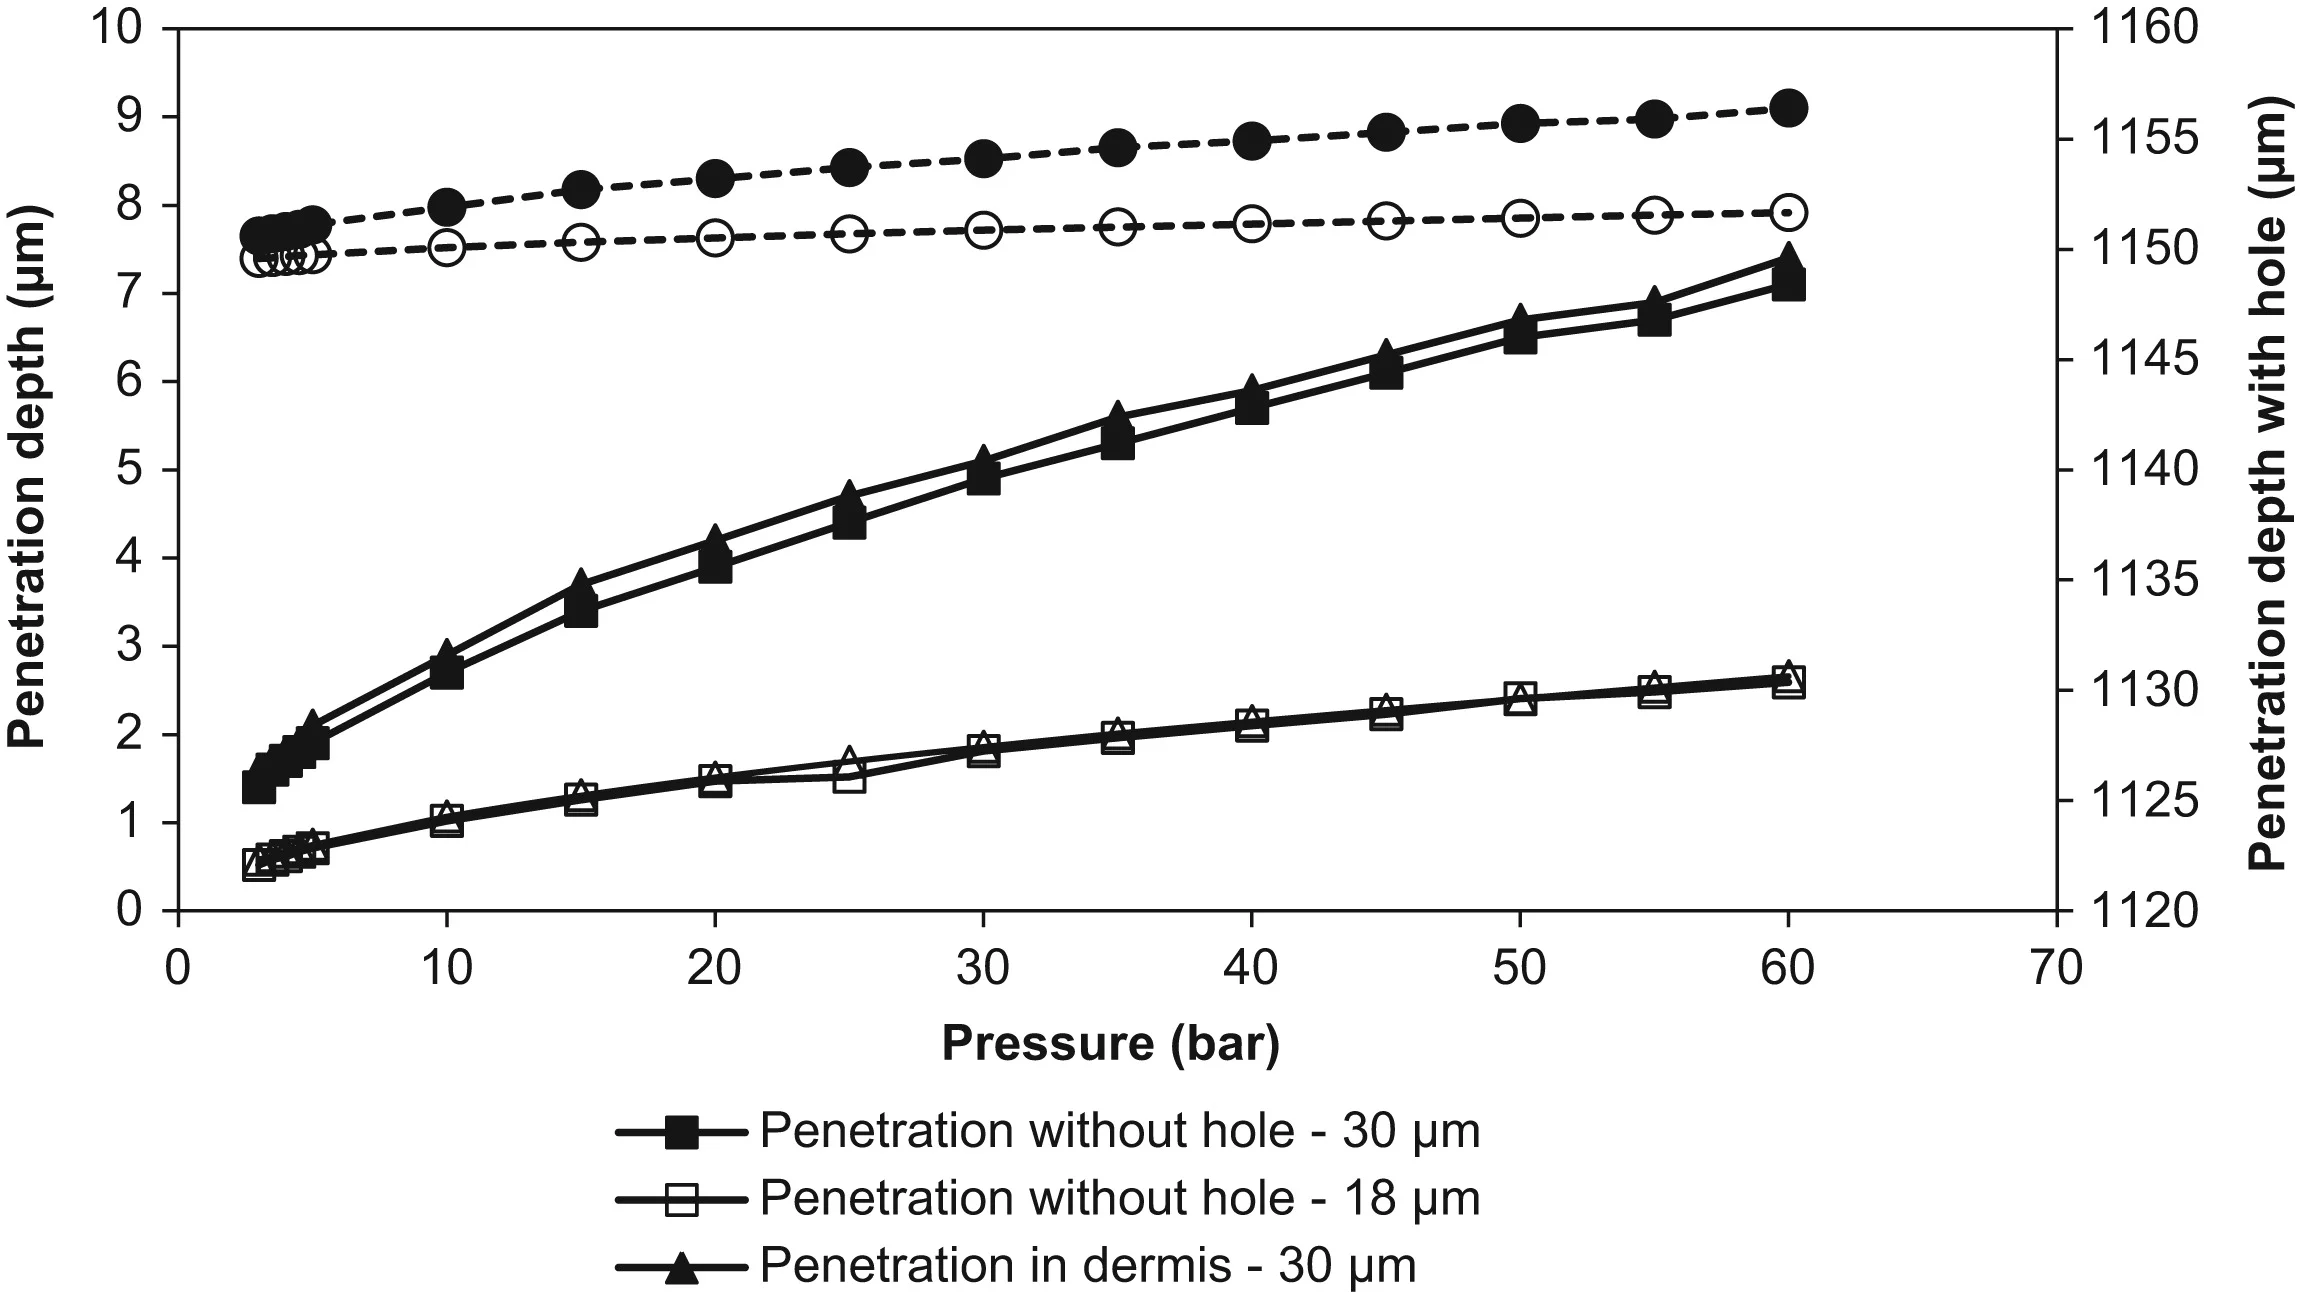 10
9
8
7
6
5
4
3
2
1
0
Penetration depth (µm)
1160
1155
1150
1145
1140
1135
1130
1125
1120
Penetration depth with hole (µm)
0 10 20 30 40 50 60 70
Pressure (bar)
Penetration without hole - 30 µm
Penetration without hole - 18 µm
Penetration in dermis - 30 µm